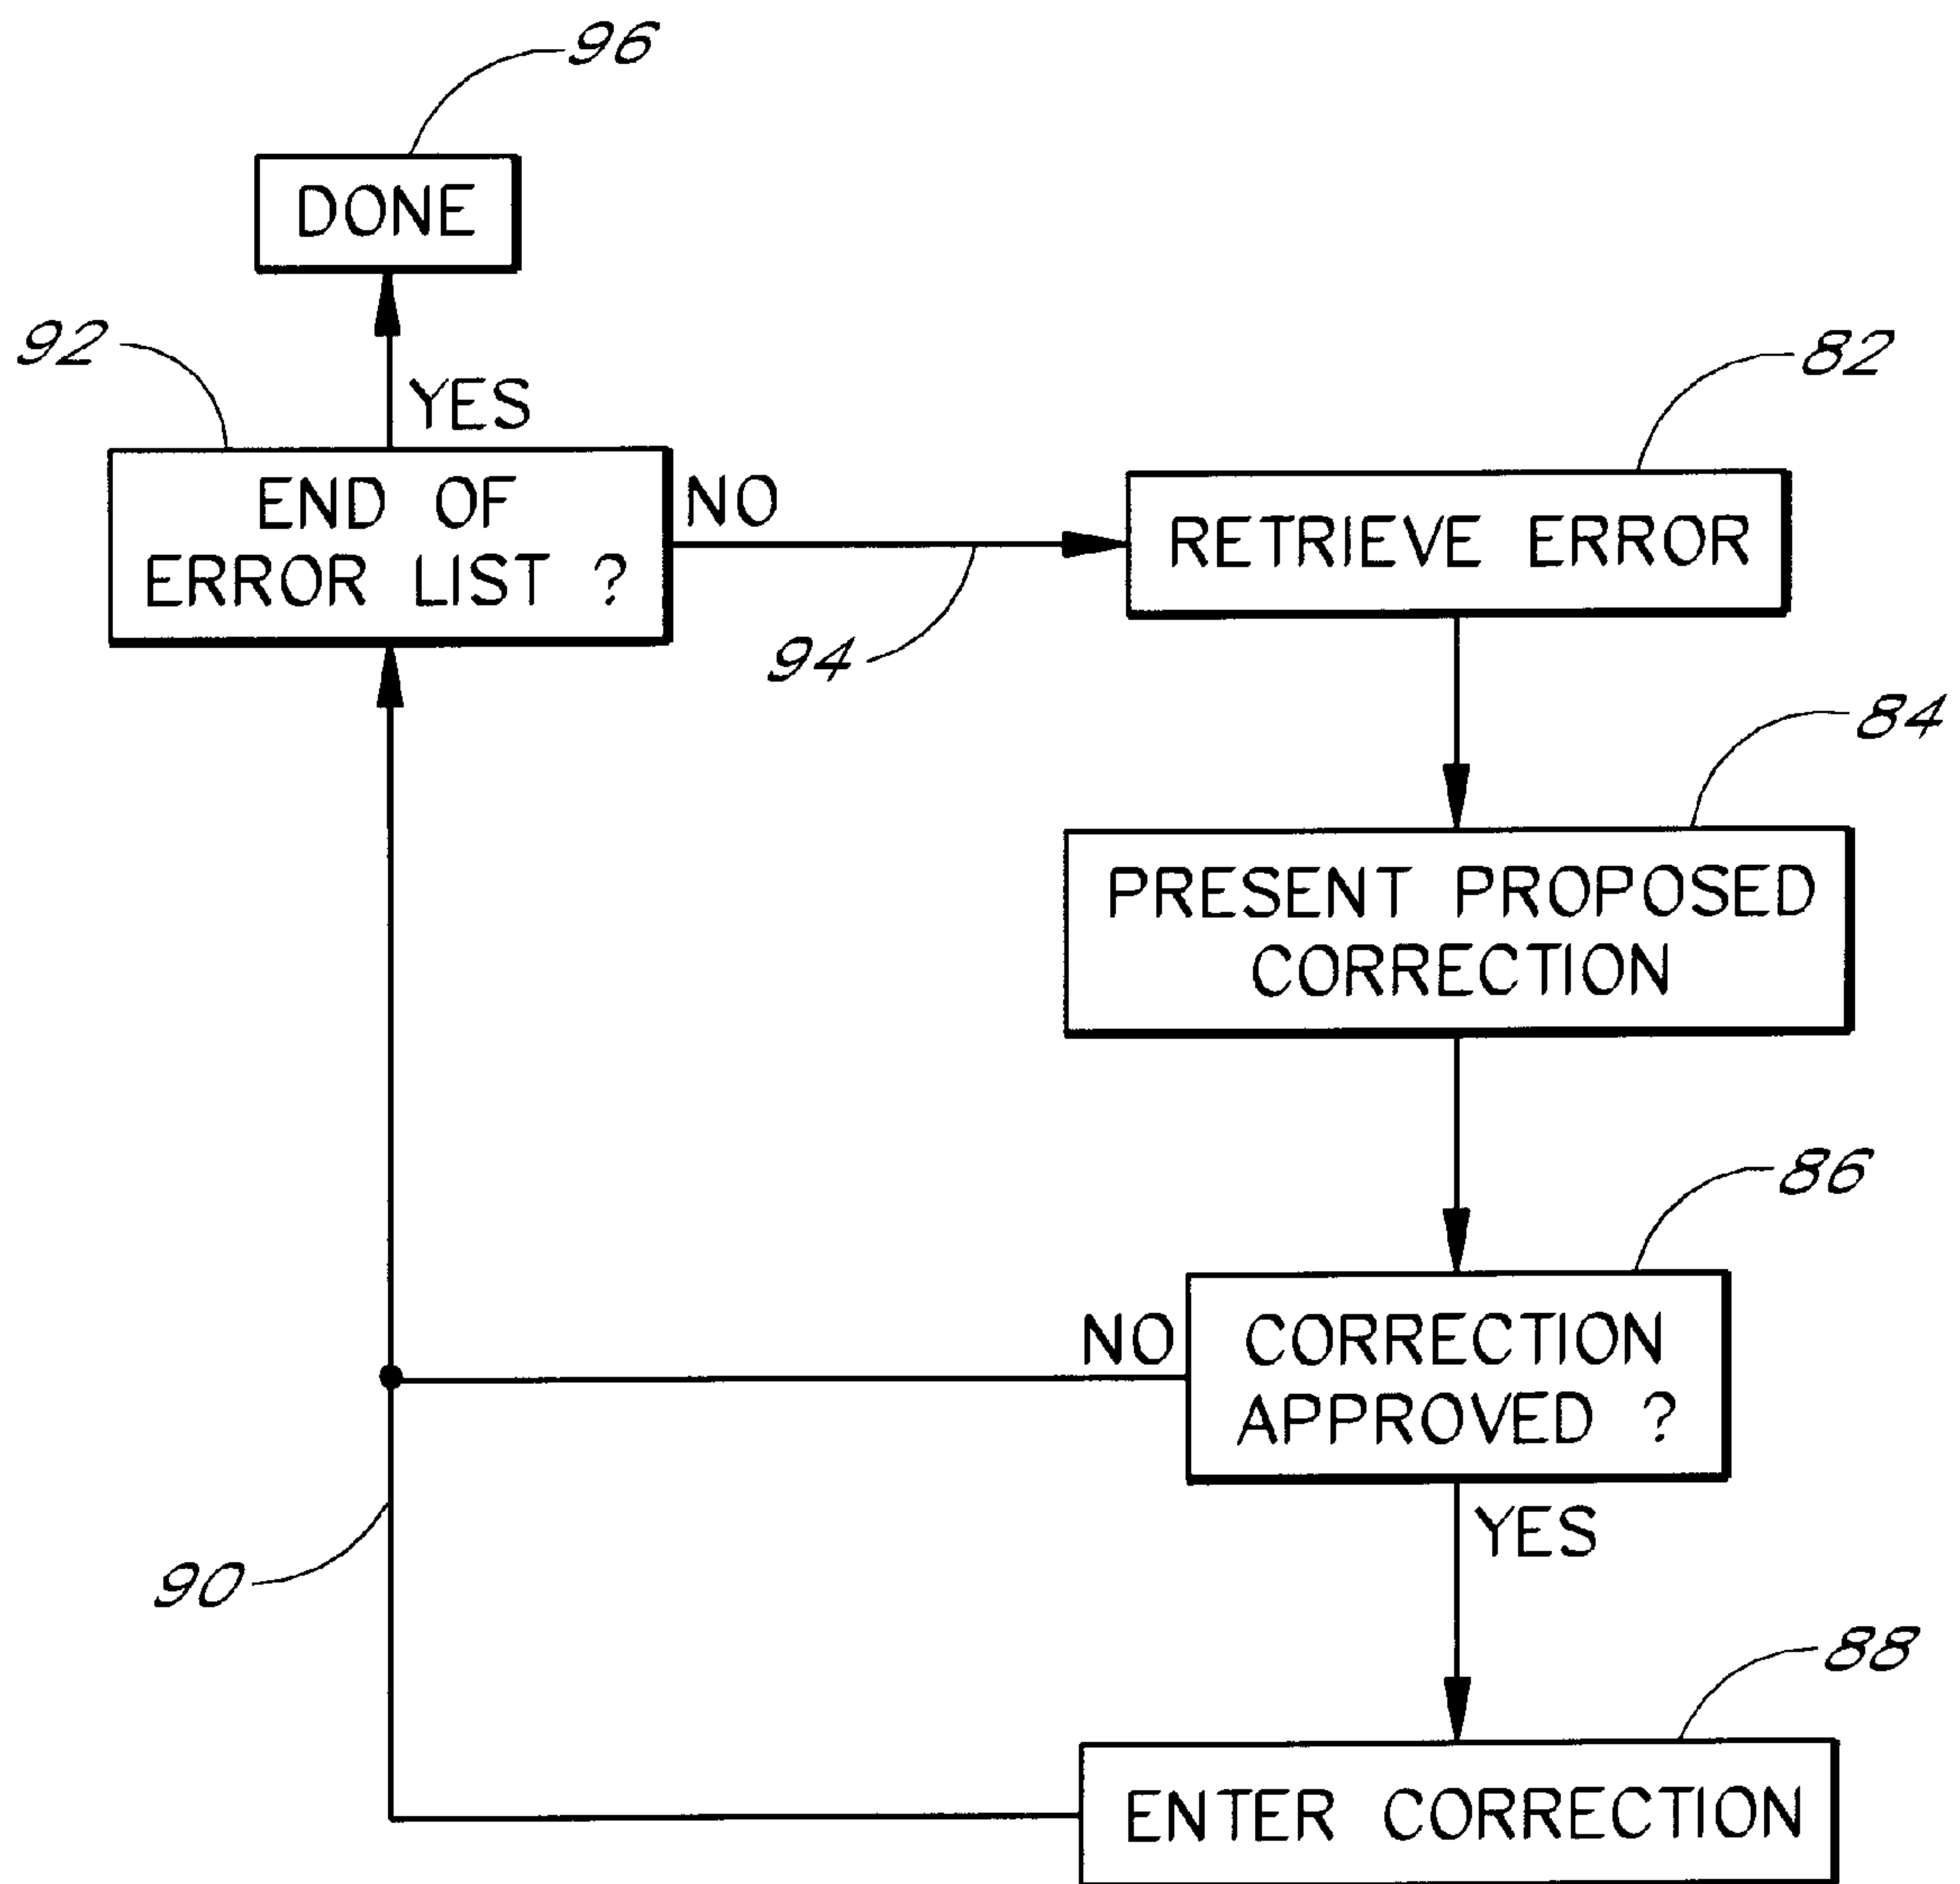 96
DONE
92
YES
82
END OF
ERROR LIST ?
NO
RETRIEVE ERROR
94
84
PRESENT PROPOSED
CORRECTION
86
NO
CORRECTION
APPROVED ?
YES
90
88
ENTER CORRECTION